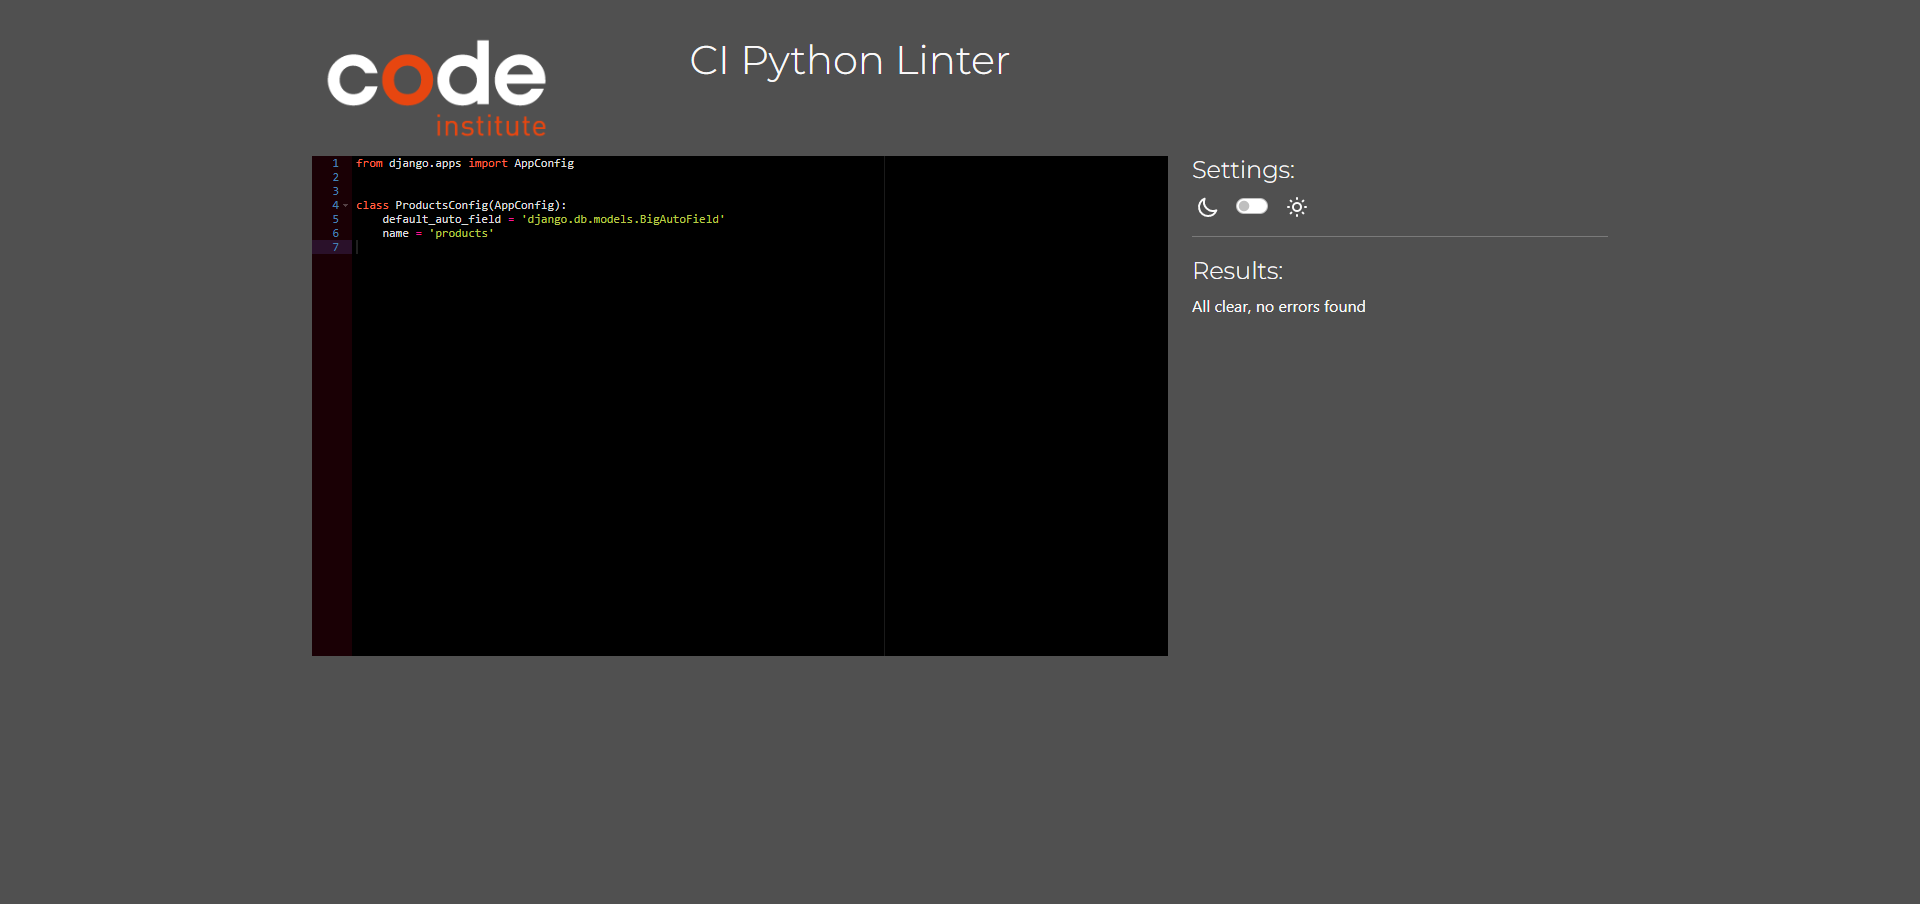 code
institute
CI Python Linter
1 from django.apps import AppConfig
2
3
4 class ProductsConfig(AppConfig):
5     default_auto_field = 'django.db.models.BigAutoField'
6     name = 'products'
7
Settings:
Results:
All clear, no errors found